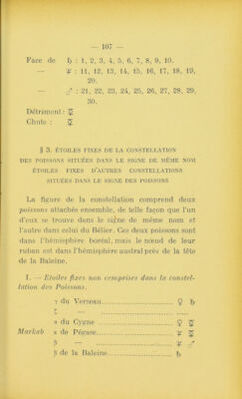 — 107 —
Face de ♄ : 1, 2, 3, 4, 5, 6, 7, 8, 9, 10.
— ♃ : 11, 12, 13, 14, 15, 16, 17, 18, 19,
20.
— ♂ : 21, 22, 23, 24, 25, 26, 27, 28, 29,
30.
Détriment : ☿
Chute : ☿
§ 3. ÉTOILES FIXES DE LA CONSTELLATION
DES POISSONS SITUÉES DANS LE SIGNE DE MÊME NOM
ÉTOILES FIXES D'AUTRES CONSTELLATIONS
SITUÉES DANS LE SIGNE DES POISSONS
La figure de la constellation comprend deux
poissons attachés ensemble, de telle façon que l'un
d'eux se trouve dans le signe de même nom et
l'autre dans celui du Bélier. Ces deux poissons sont
dans l'hémisphère boréal, mais le nœud de leur
ruban est dans l'hémisphère austral près de la tête
de la Baleine.
1. — Etoiles fixes non comprises dans la constel-
lation des Poissons.
γ du Verseau ♀ ♄
ζ —
α du Cygne ♀ ☿
Markab α de Pégase ♃ ☿
β — ♃ ♂
β de la Baleine ♄